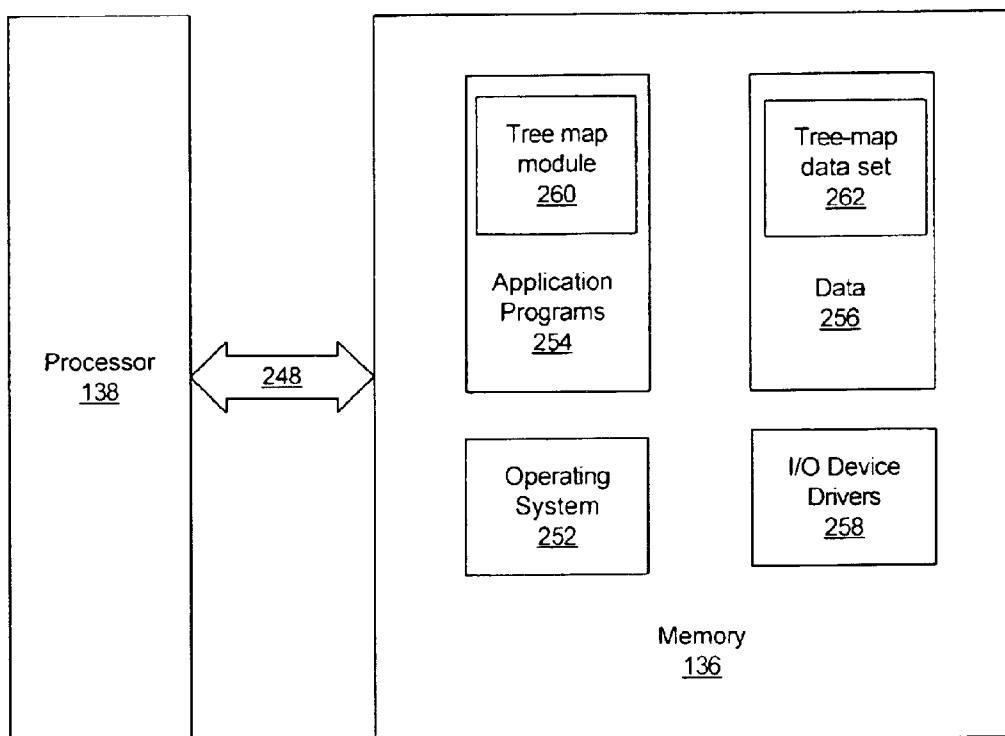 Processor
138
248
Tree map
module
260
Application
Programs
254
Tree-map
data set
262
Data
256
Operating
System
252
I/O Device
Drivers
258
Memory
136